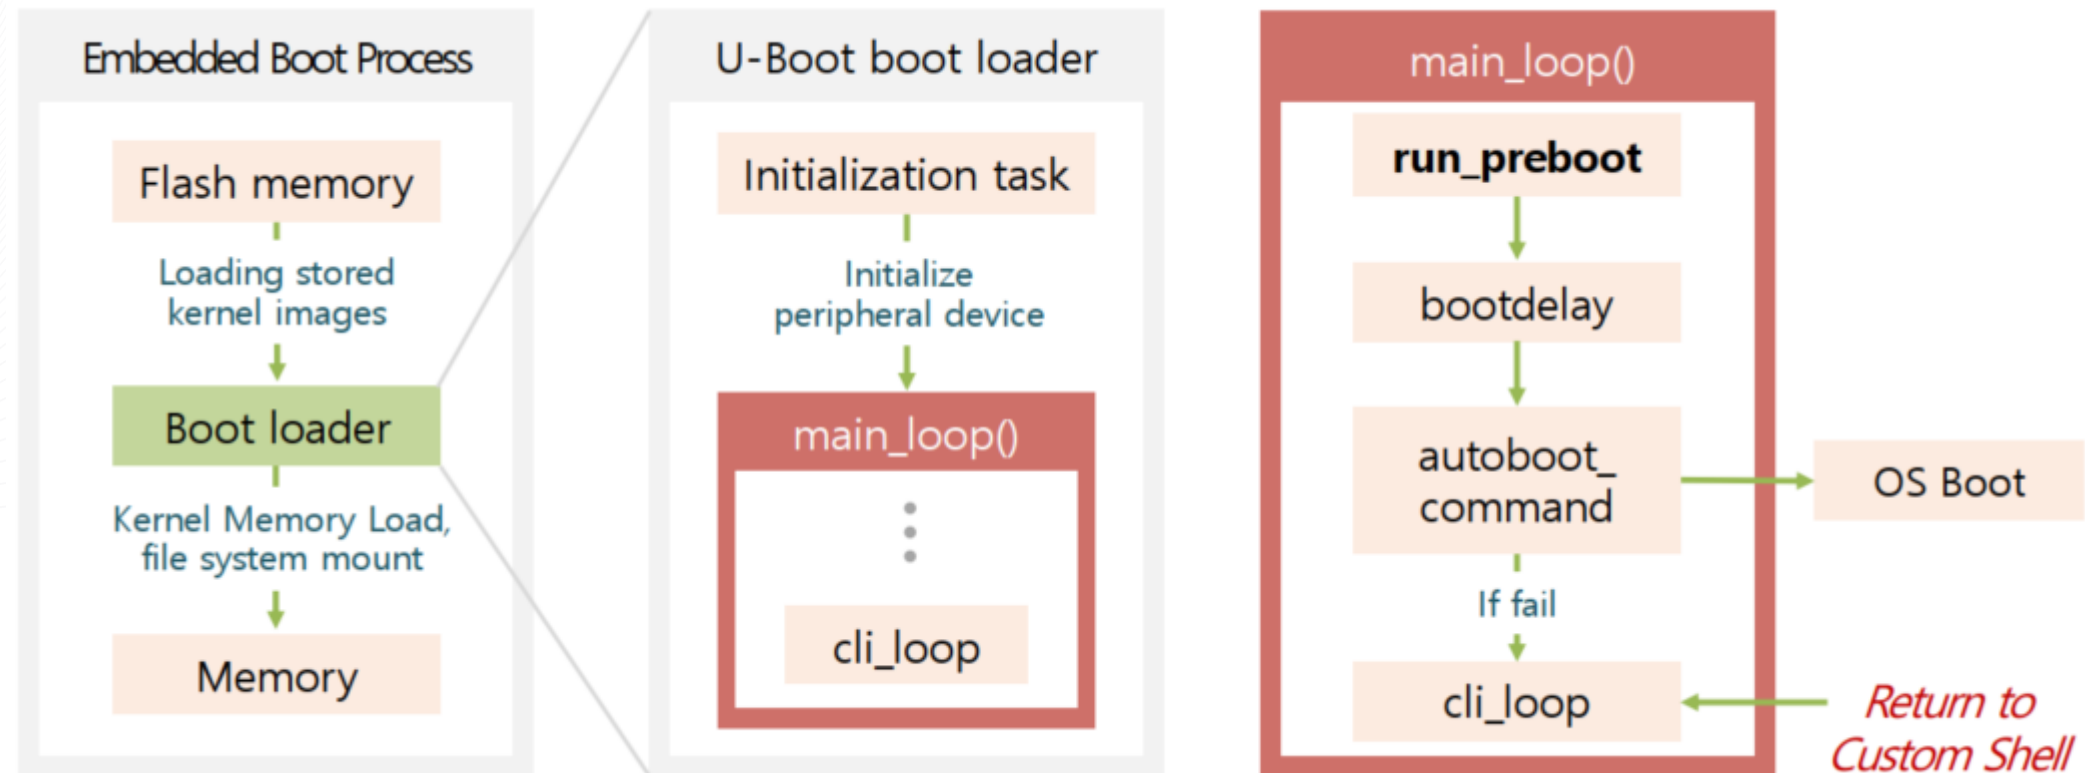 Embedded Boot Process
Flash memory
Loading stored
kernel images
Boot loader
Kernel Memory Load,
file system mount
Memory
U-Boot boot loader
Initialization task
Initialize
peripheral device
main_loop()
cli_loop
main_loop()
run_preboot
bootdelay
autoboot_
command
OS Boot
If fail
cli_loop
Return to
Custom Shell